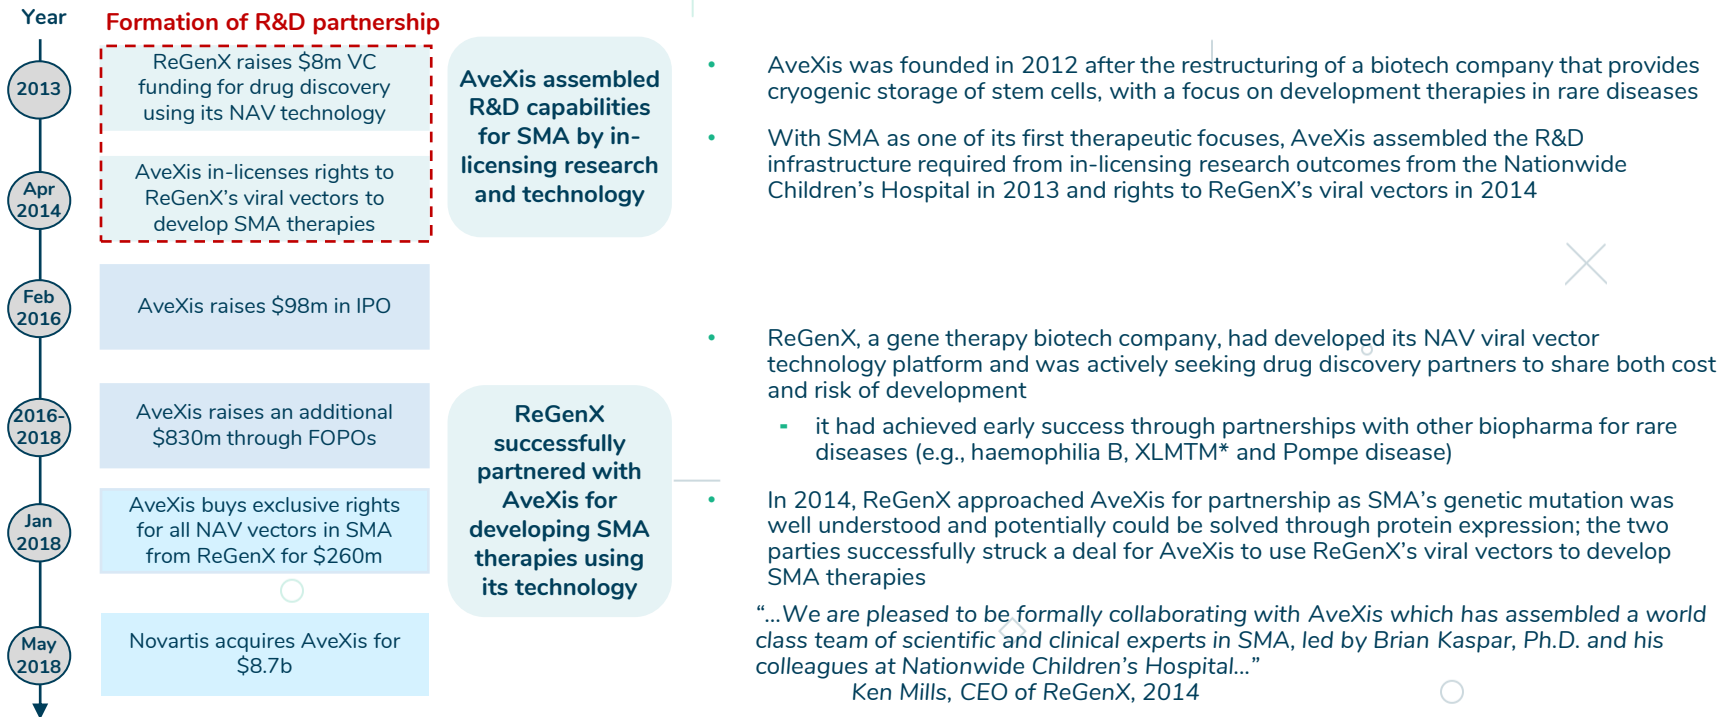 Year
Formation of R&D partnership
2013
ReGenX raises $8m VC
funding for drug discovery
using its NAV technology
Apr
2014
AveXis in-licenses rights to
ReGenX’s viral vectors to
develop SMA therapies
Feb
2016
AveXis raises $98m in IPO
2016-
2018
AveXis raises an additional
$830m through FOPOs
Jan
2018
AveXis buys exclusive rights
for all NAV vectors in SMA
from ReGenX for $260m
May
2018
Novartis acquires AveXis for
$8.7b
AveXis assembled
R&D capabilities
for SMA by in-
licensing research
and technology
• AveXis was founded in 2012 after the restructuring of a biotech company that provides
cryogenic storage of stem cells, with a focus on development therapies in rare diseases
• With SMA as one of its first therapeutic focuses, AveXis assembled the R&D
infrastructure required from in-licensing research outcomes from the Nationwide
Children’s Hospital in 2013 and rights to ReGenX’s viral vectors in 2014
ReGenX
successfully
partnered with
AveXis for
developing SMA
therapies using
its technology
• ReGenX, a gene therapy biotech company, had developed its NAV viral vector
technology platform and was actively seeking drug discovery partners to share both cost
and risk of development
- it had achieved early success through partnerships with other biopharma for rare
diseases (e.g., haemophilia B, XLMTM* and Pompe disease)
• In 2014, ReGenX approached AveXis for partnership as SMA’s genetic mutation was
well understood and potentially could be solved through protein expression; the two
parties successfully struck a deal for AveXis to use ReGenX’s viral vectors to develop
SMA therapies
“...We are pleased to be formally collaborating with AveXis which has assembled a world
class team of scientific and clinical experts in SMA, led by Brian Kaspar, Ph.D. and his
colleagues at Nationwide Children’s Hospital...”
Ken Mills, CEO of ReGenX, 2014